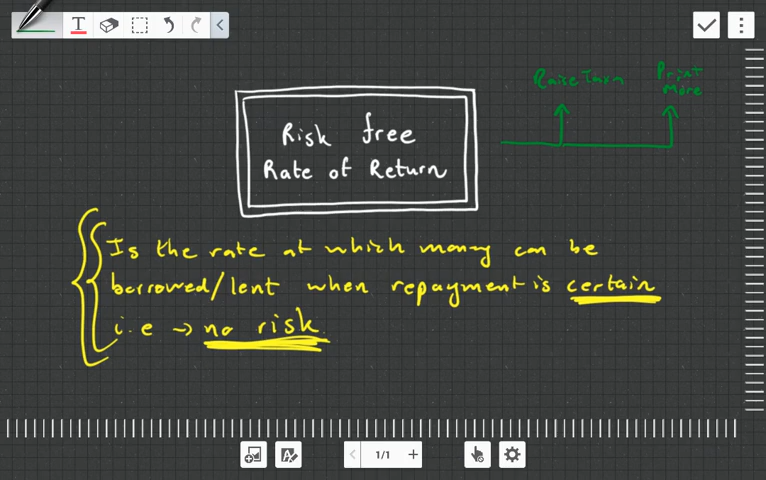 T
Risk free
Rate of Return
Raise Taxn
Print
More
Is the rate at which money can be
borrowed/lent when repayment is certain
i.e → no risk.
1/1 +